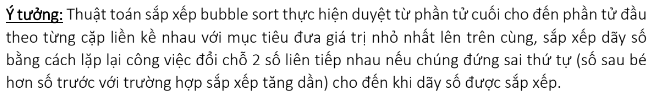 Ý tưởng: Thuật toán sắp xếp bubble sort thực hiện duyệt từ phần tử cuối cho đến phần tử đầu
theo từng cặp liền kề nhau với mục tiêu đưa giá trị nhỏ nhất lên trên cùng, sắp xếp dãy số
bằng cách lặp lại công việc đổi chỗ 2 số liên tiếp nhau nếu chúng đứng sai thứ tự (số sau bé
hơn số trước với trường hợp sắp xếp tăng dần) cho đến khi dãy số được sắp xếp.